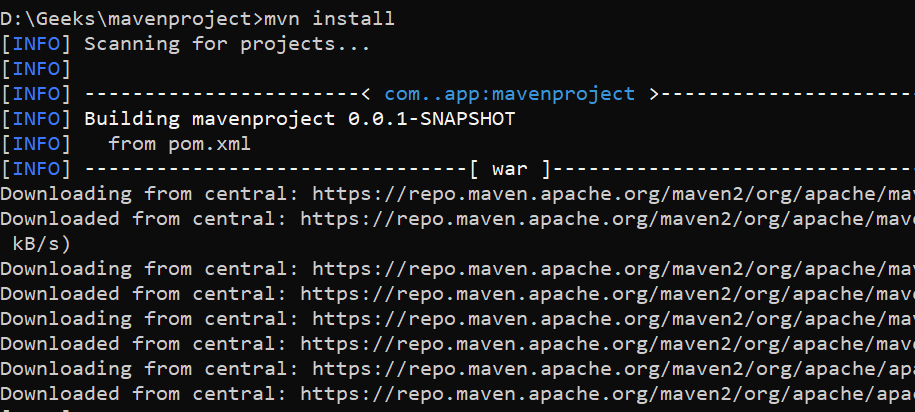 D:\Geeks\mavenproject>mvn install
[INFO] Scanning for projects...
[INFO]
[INFO] -----------------------< com..app:mavenproject >----------------------
[INFO] Building mavenproject 0.0.1-SNAPSHOT
[INFO]   from pom.xml
[INFO] --------------------------------[ war ]-------------------------------
Downloading from central: https://repo.maven.apache.org/maven2/org/apache/mav
Downloaded from central: https://repo.maven.apache.org/maven2/org/apache/mave
 kB/s)
Downloading from central: https://repo.maven.apache.org/maven2/org/apache/mav
Downloaded from central: https://repo.maven.apache.org/maven2/org/apache/mave
Downloading from central: https://repo.maven.apache.org/maven2/org/apache/mav
Downloaded from central: https://repo.maven.apache.org/maven2/org/apache/mave
Downloading from central: https://repo.maven.apache.org/maven2/org/apache/apa
Downloaded from central: https://repo.maven.apache.org/maven2/org/apache/apac